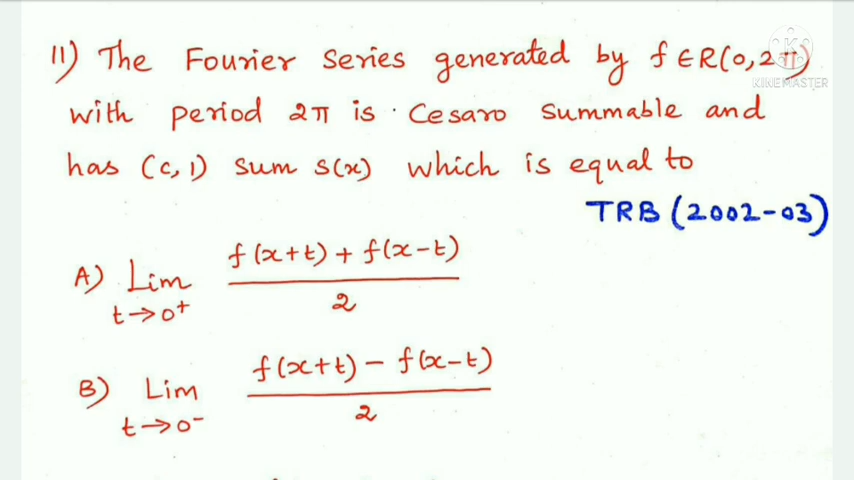 11) The Fourier series generated by f ∈ R(0, 2π)
KINEMASTER
with period 2π is Cesaro summable and
has (C, 1) sum s(x) which is equal to
TRB (2002-03)
A) Lim t→0⁺ f(x+t) + f(x-t) / 2
B) Lim t→0⁻ f(x+t) - f(x-t) / 2